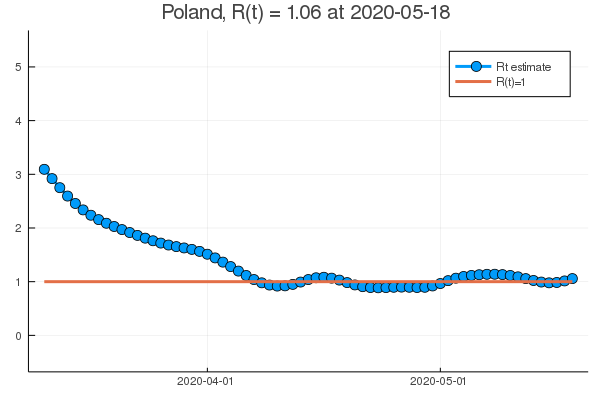 Poland, R(t) = 1.06 at 2020-05-18
5
4
3
2
1
0
Rt estimate
R(t)=1
2020-04-01
2020-05-01